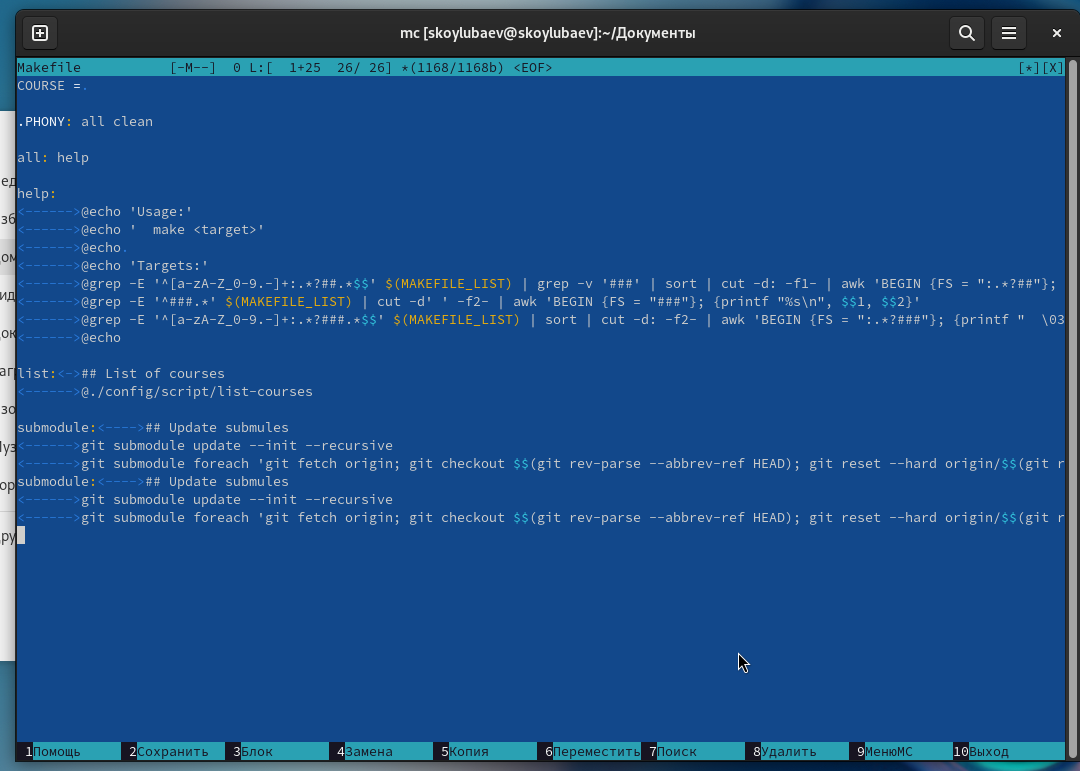 mc [skoylubaev@skoylubaev]:~/Документы
Makefile [-M--] 0 L:[ 1+25 26/ 26] *(1168/1168b) <EOF> [*][X]
COURSE =.
.PHONY: all clean
all: help
help:
<------>@echo 'Usage:'
<------>@echo '  make <target>'
<------>@echo.
<------>@echo 'Targets:'
<------>@grep -E '^[a-zA-Z_0-9.-]+:.*?##.*$$' $(MAKEFILE_LIST) | grep -v '###' | sort | cut -d: -f1- | awk 'BEGIN {FS = ":.*?##"};
<------>@grep -E '^###.*' $(MAKEFILE_LIST) | cut -d' ' -f2- | awk 'BEGIN {FS = "###"}; {printf "%s\n", $$1, $$2}'
<------>@grep -E '^[a-zA-Z_0-9.-]+:.*?###.*$$' $(MAKEFILE_LIST) | sort | cut -d: -f2- | awk 'BEGIN {FS = ":.*?###"}; {printf "  \03
<------>@echo
list:<->## List of courses
<------>@./config/script/list-courses
submodule:<---->## Update submules
<------>git submodule update --init --recursive
<------>git submodule foreach 'git fetch origin; git checkout $$(git rev-parse --abbrev-ref HEAD); git reset --hard origin/$$(git r
submodule:<---->## Update submules
<------>git submodule update --init --recursive
<------>git submodule foreach 'git fetch origin; git checkout $$(git rev-parse --abbrev-ref HEAD); git reset --hard origin/$$(git r
1Помощь 2Сохранить 3Блок 4Замена 5Копия 6Переместить 7Поиск 8Удалить 9МенюMC 10Выход